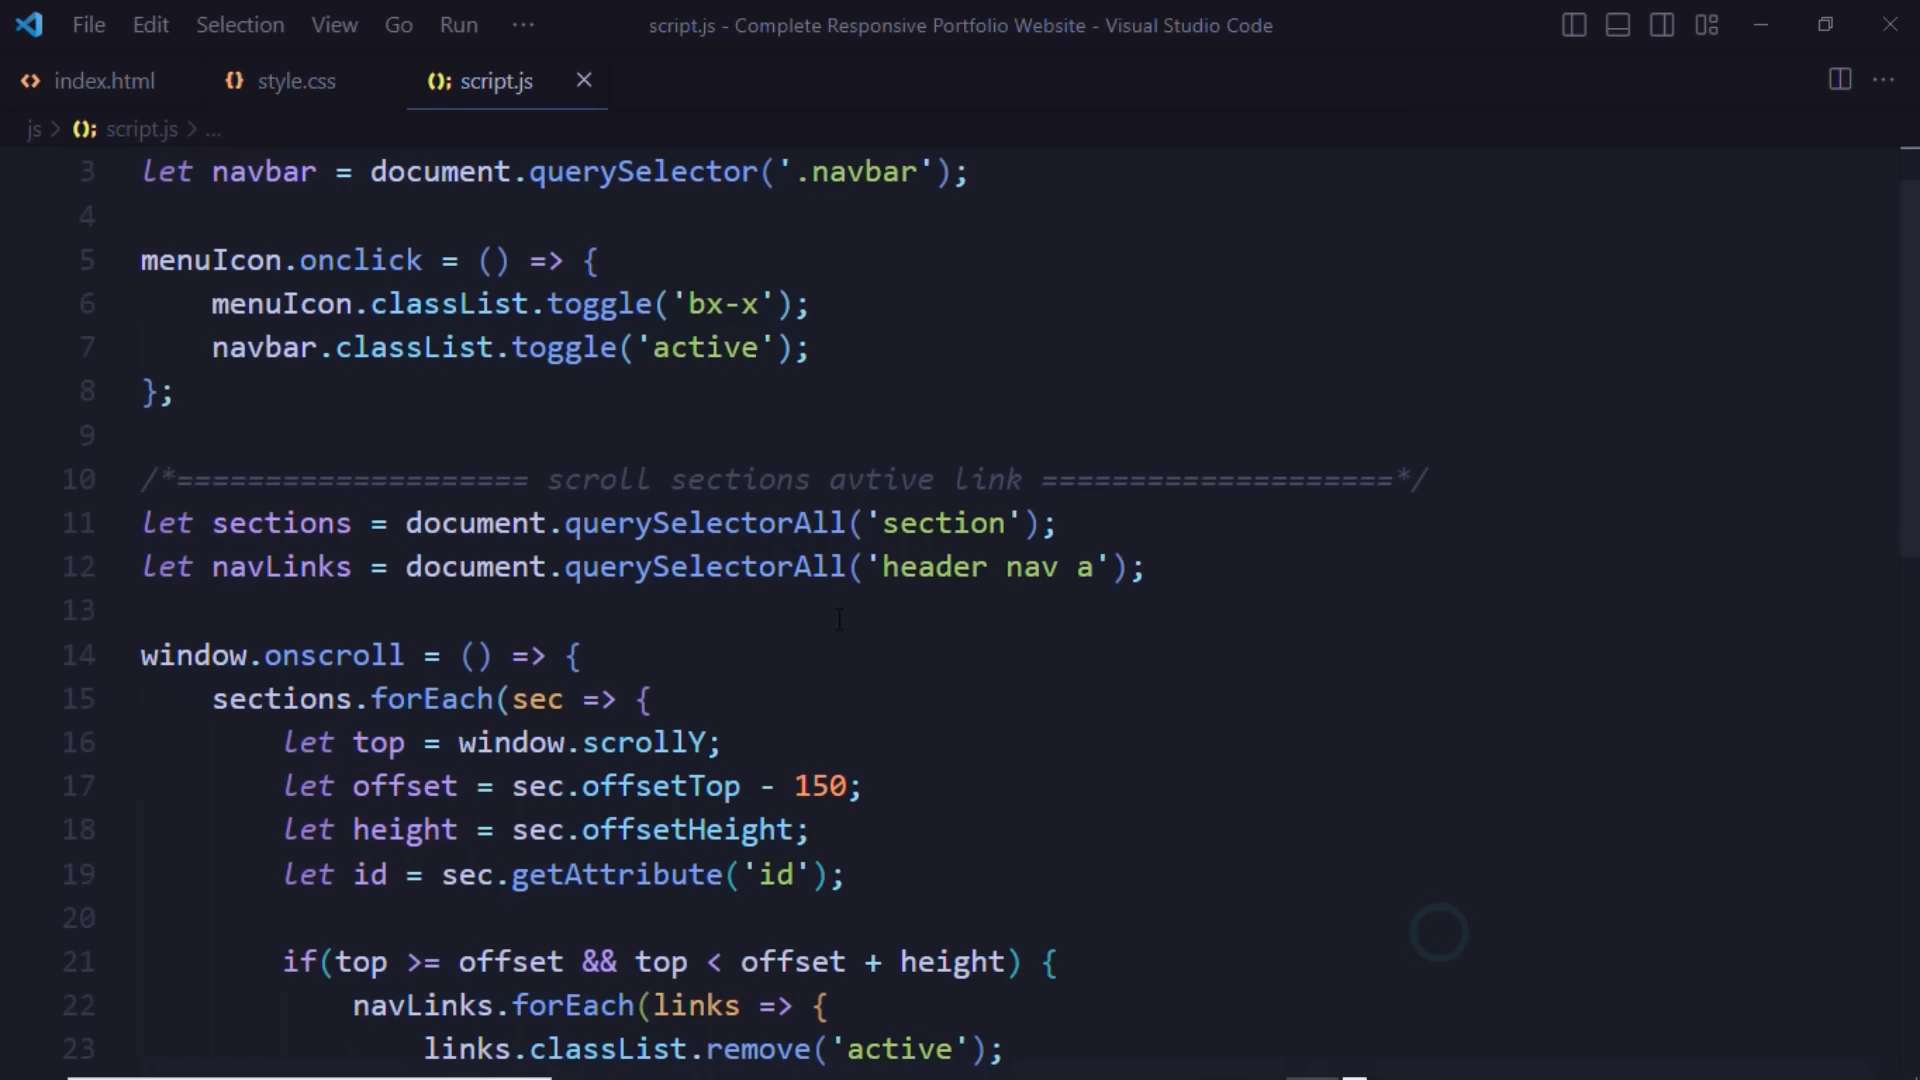 File Edit Selection View Go Run ··· script.js - Complete Responsive Portfolio Website - Visual Studio Code
index.html style.css script.js
js > script.js > ...
3 let navbar = document.querySelector('.navbar');
4
5 menuIcon.onclick = () => {
6 menuIcon.classList.toggle('bx-x');
7 navbar.classList.toggle('active');
8 };
9
10 /*==================== scroll sections avtive link ====================*/
11 let sections = document.querySelectorAll('section');
12 let navLinks = document.querySelectorAll('header nav a');
13
14 window.onscroll = () => {
15 sections.forEach(sec => {
16 let top = window.scrollY;
17 let offset = sec.offsetTop - 150;
18 let height = sec.offsetHeight;
19 let id = sec.getAttribute('id');
20
21 if(top >= offset && top < offset + height) {
22 navLinks.forEach(links => {
23 links.classList.remove('active');